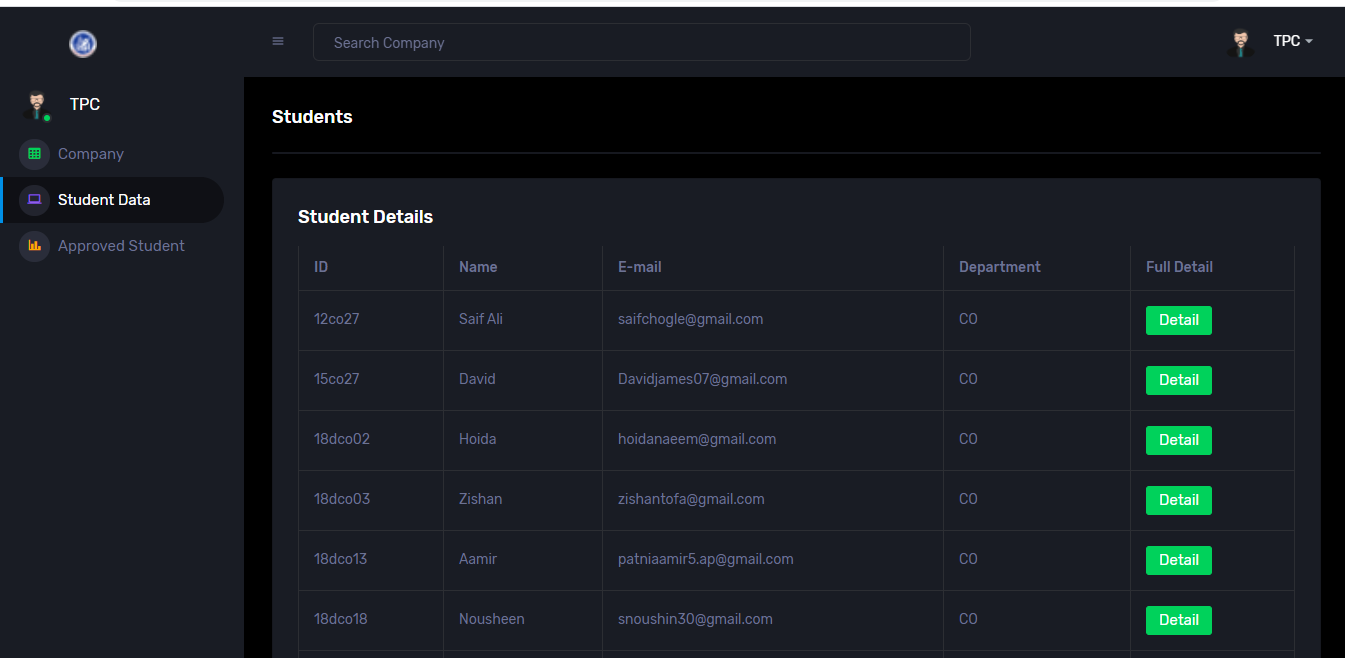 Search Company
TPC
TPC
Company
Student Data
Approved Student
Students
Student Details
ID Name E-mail Department Full Detail
12co27 Saif Ali saifchogle@gmail.com CO Detail
15co27 David Davidjames07@gmail.com CO Detail
18dco02 Hoida hoidanaeem@gmail.com CO Detail
18dco03 Zishan zishantofa@gmail.com CO Detail
18dco13 Aamir patniaamir5.ap@gmail.com CO Detail
18dco18 Nousheen snoushin30@gmail.com CO Detail